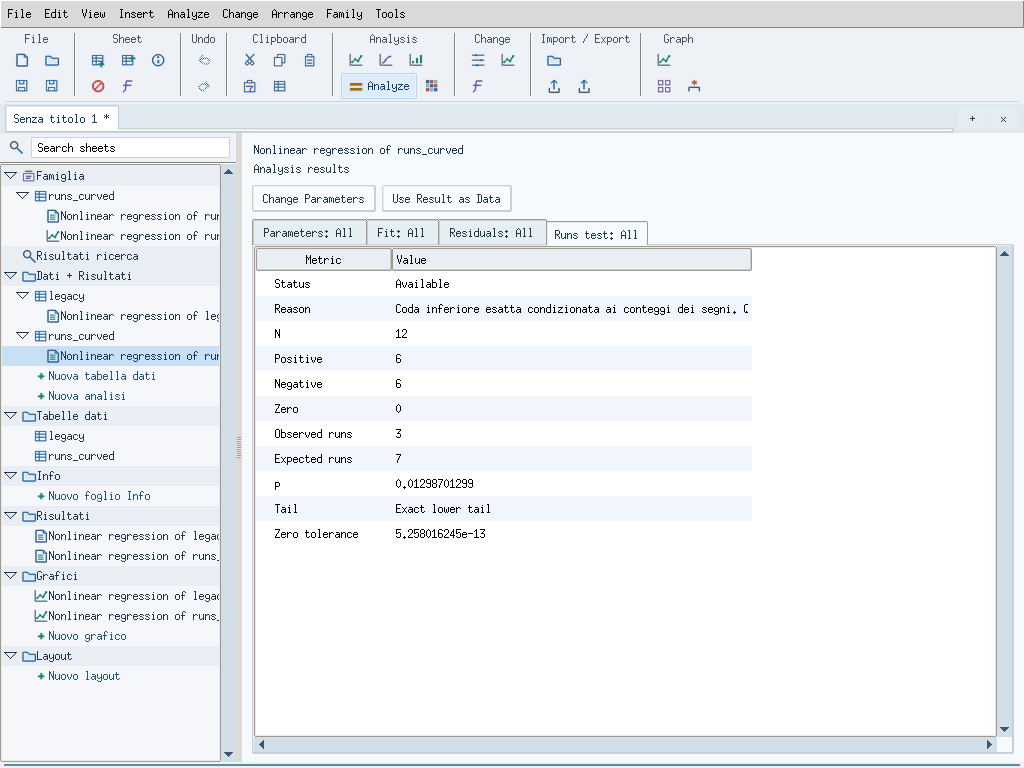 File Edit View Insert Analyze Change Arrange Family Tools
File Sheet Undo Clipboard Analysis Change Import / Export Graph
Analyze
Senza titolo 1 *
Search sheets
Famiglia
runs_curved
Nonlinear regression of rur
Nonlinear regression of rur
Risultati ricerca
Dati + Risultati
legacy
Nonlinear regression of leg
runs_curved
Nonlinear regression of rur
+ Nuova tabella dati
+ Nuova analisi
Tabelle dati
legacy
runs_curved
Info
+ Nuovo foglio Info
Risultati
Nonlinear regression of legac
Nonlinear regression of runs_
Grafici
Nonlinear regression of legac
Nonlinear regression of runs_
+ Nuovo grafico
Layout
+ Nuovo layout
Nonlinear regression of runs_curved
Analysis results
Change Parameters Use Result as Data
Parameters: All Fit: All Residuals: All Runs test: All
Metric Value
Status Available
Reason Coda inferiore esatta condizionata ai conteggi dei segni.
N 12
Positive 6
Negative 6
Zero 0
Observed runs 3
Expected runs 7
p 0.01298701299
Tail Exact lower tail
Zero tolerance 5.258016245e-13